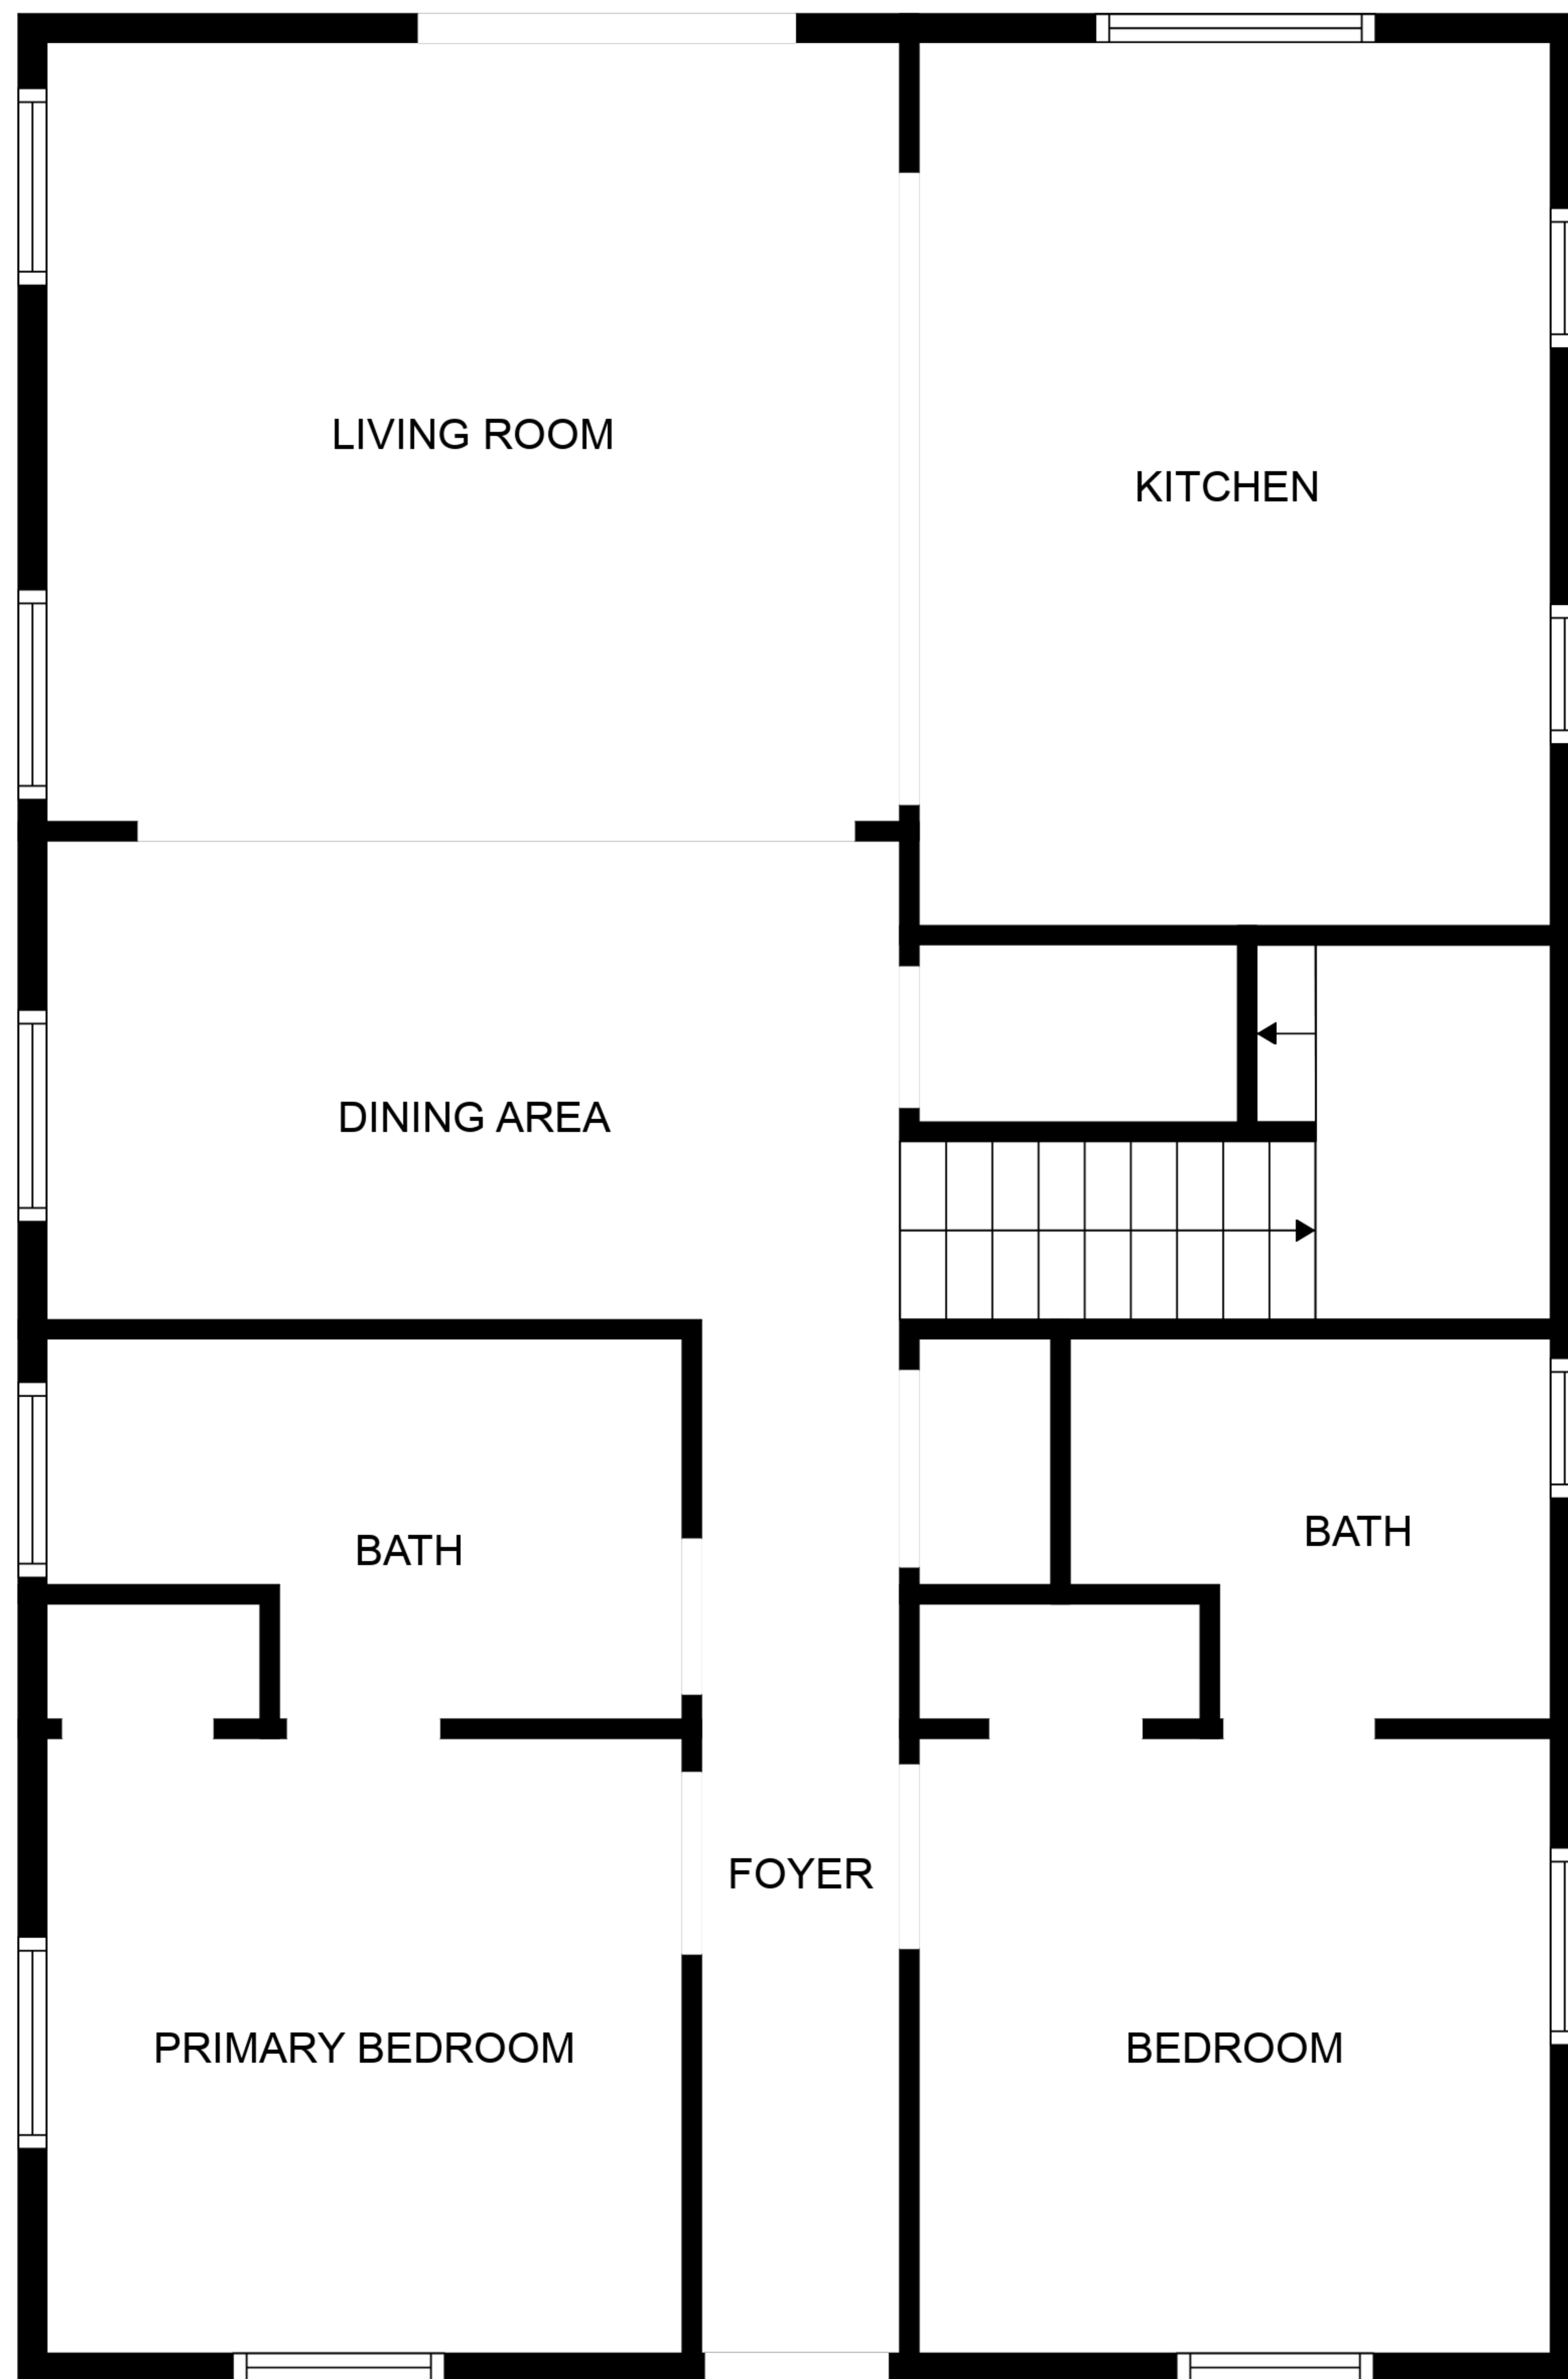 LIVING ROOM
KITCHEN
DINING AREA
BATH
BATH
FOYER
PRIMARY BEDROOM
BEDROOM